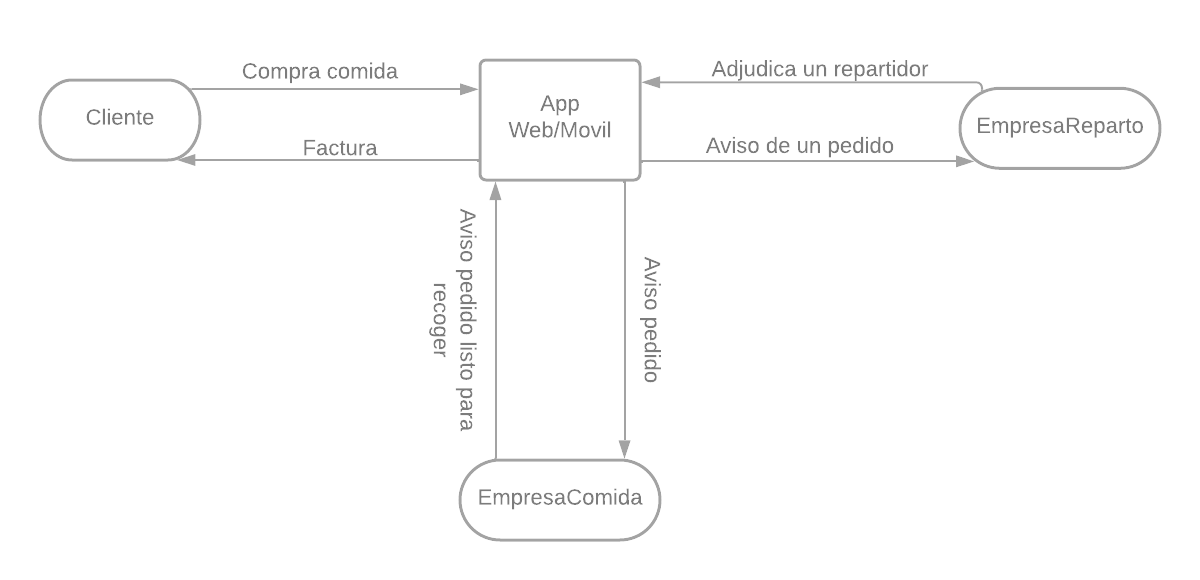 Compra comida
Adjudica un repartidor
Cliente
App
Web/Movil
EmpresaReparto
Factura
Aviso de un pedido
Aviso pedido listo para
recoger
Aviso pedido
EmpresaComida